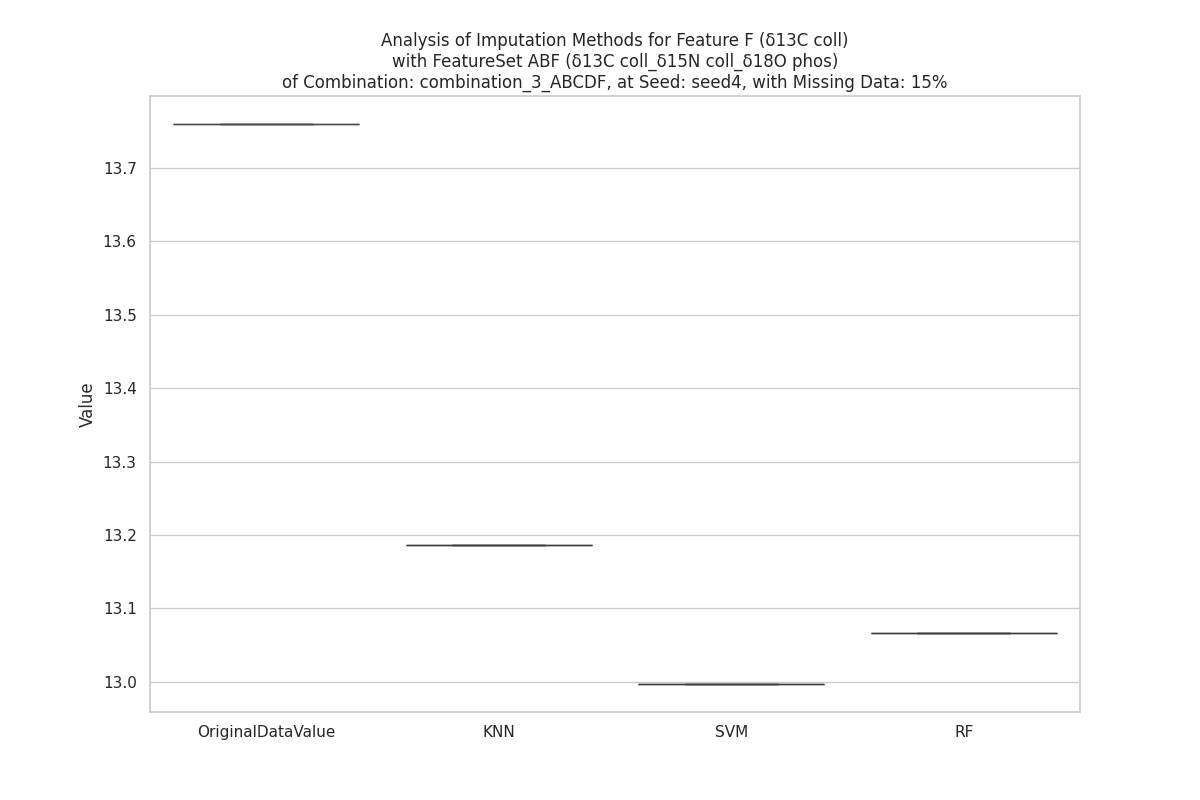 Analysis of Imputation Methods for Feature F (δ13C coll)
with FeatureSet ABF (δ13C coll_δ15N coll_δ18O phos)
of Combination: combination_3_ABCDF, at Seed: seed4, with Missing Data: 15%
Value
13.7
13.6
13.5
13.4
13.3
13.2
13.1
13.0
OriginalDataValue KNN SVM RF